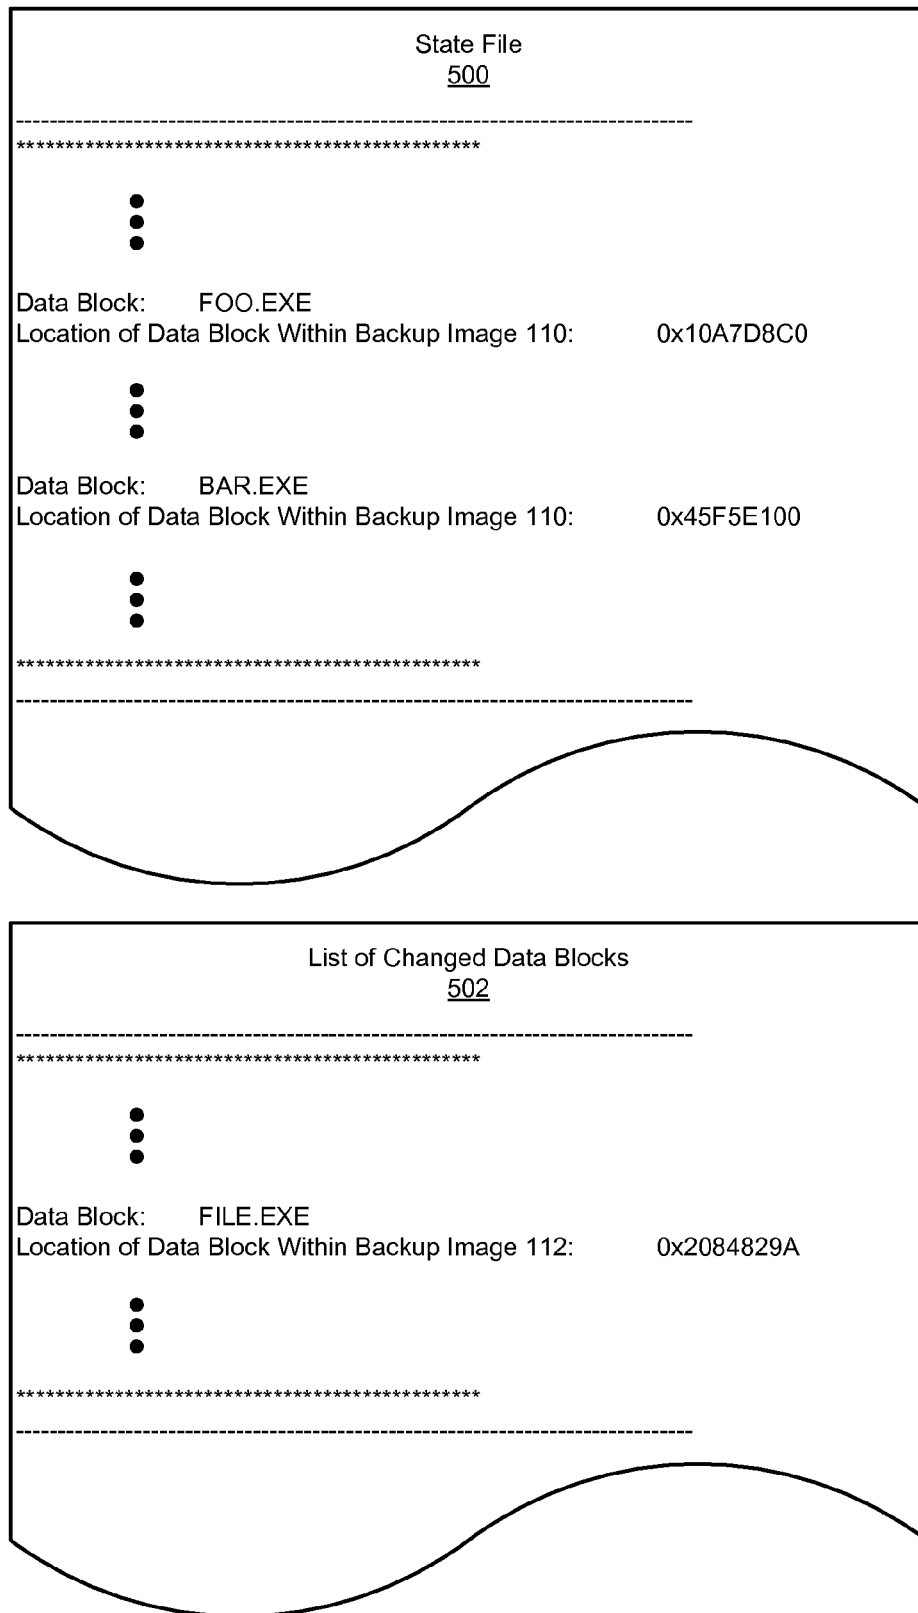 State File
500
--------------------------------------------------------------------------------
***********************************************
Data Block: FOO.EXE
Location of Data Block Within Backup Image 110: 0x10A7D8C0
Data Block: BAR.EXE
Location of Data Block Within Backup Image 110: 0x45F5E100
***********************************************
--------------------------------------------------------------------------------
List of Changed Data Blocks
502
--------------------------------------------------------------------------------
***********************************************
Data Block: FILE.EXE
Location of Data Block Within Backup Image 112: 0x2084829A
***********************************************
--------------------------------------------------------------------------------